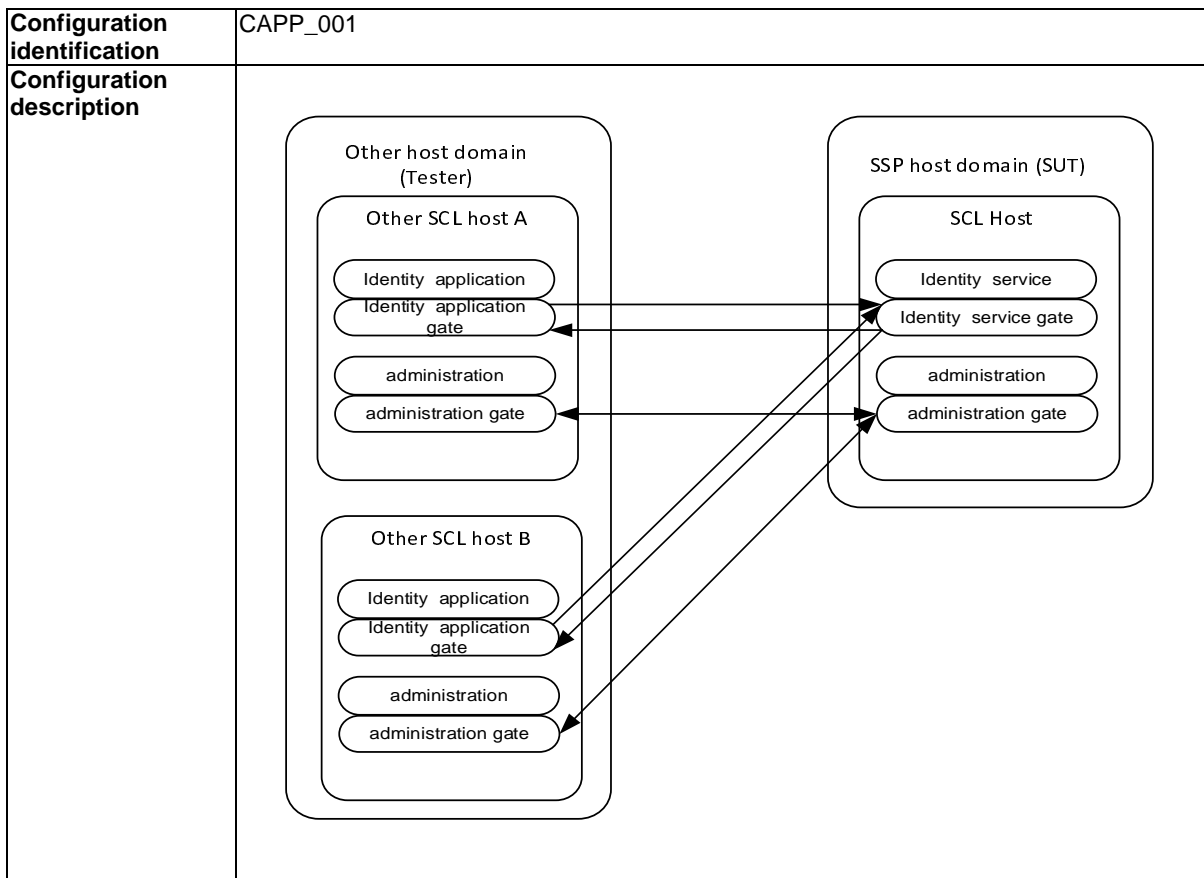 Configuration
identification
CAPP_001
Configuration
description
Other host domain
(Tester)
Other SCL host A
Identity application
Identity application
gate
administration
administration gate
Other SCL host B
Identity application
Identity application
gate
administration
administration gate
SSP host domain (SUT)
SCL Host
Identity service
Identity service gate
administration
administration gate